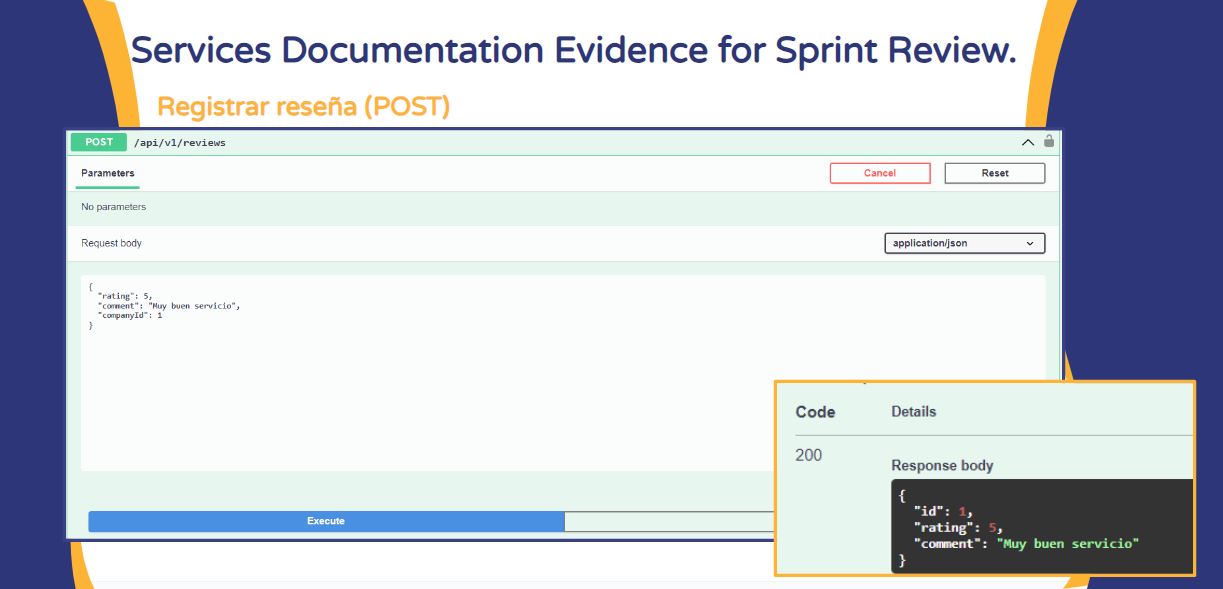 Services Documentation Evidence for Sprint Review.
Registrar reseña (POST)
POST /api/v1/reviews
Parameters
Cancel
Reset
No parameters
Request body
application/json
{
"rating": 5,
"comment": "Muy buen servicio",
"companyId": 1
}
Execute
Code Details
200
Response body
{
"id": 1,
"rating": 5,
"comment": "Muy buen servicio"
}